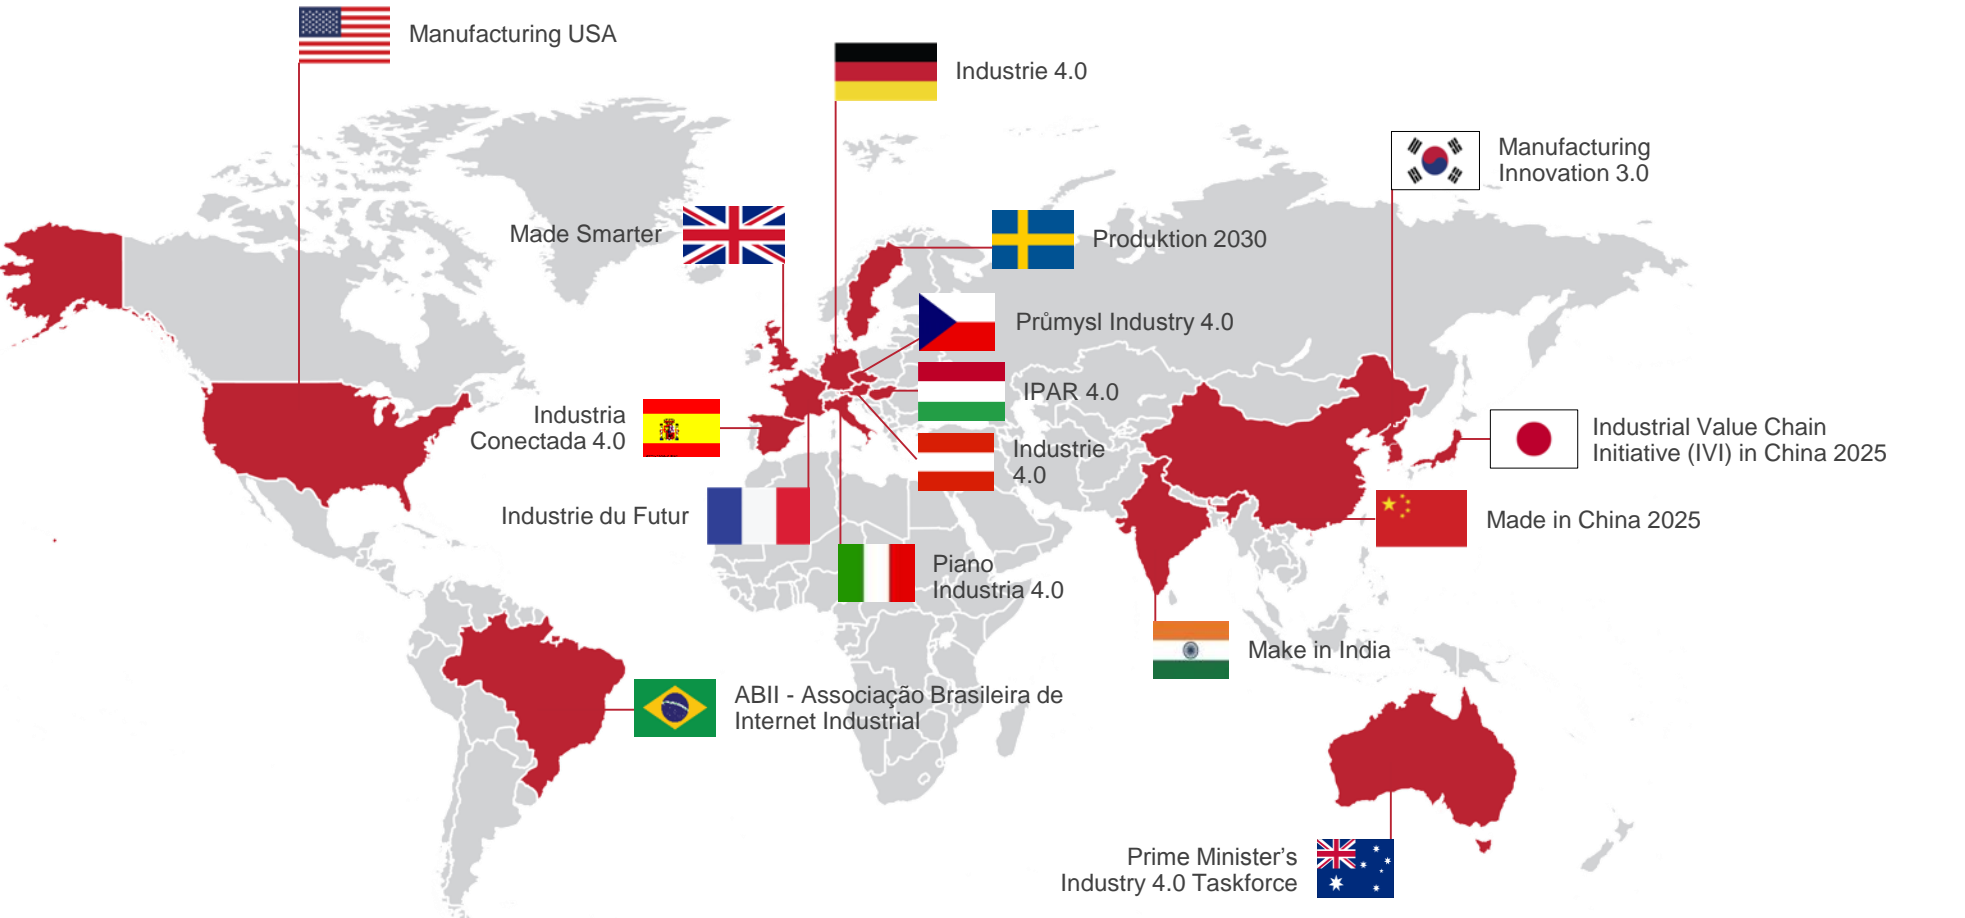 Manufacturing USA
Industrie 4.0
Manufacturing
Innovation 3.0
Made Smarter
Produktion 2030
Průmysl Industry 4.0
IPAR 4.0
Industria
Conectada 4.0
Industrie
4.0
Industrial Value Chain
Initiative (IVI) in China 2025
Industrie du Futur
Made in China 2025
Piano
Industria 4.0
Make in India
ABII - Associação Brasileira de
Internet Industrial
Prime Minister’s
Industry 4.0 Taskforce